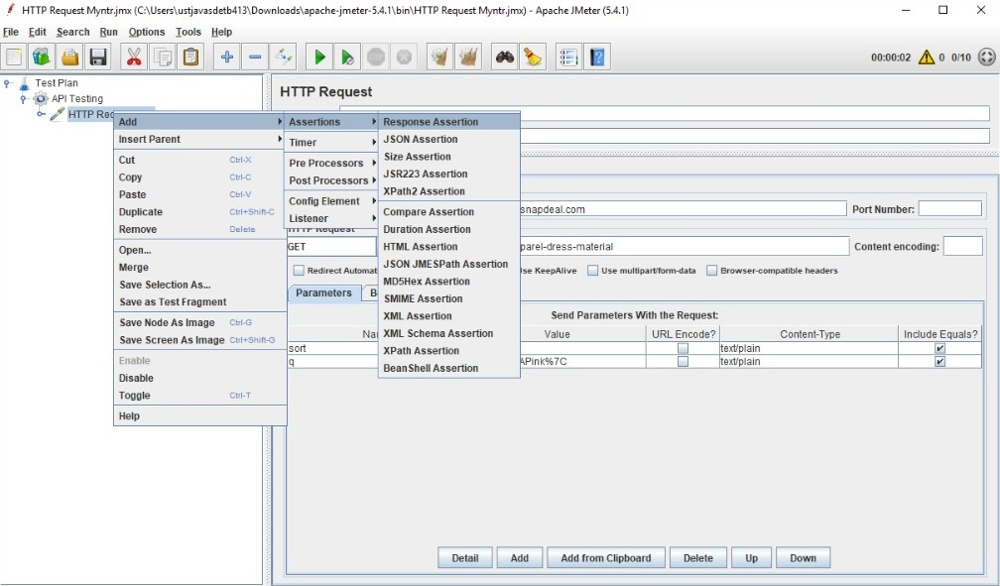 HTTP Request Myntr.jmx (C:\Users\ustjavasdetb413\Downloads\apache-jmeter-5.4.1\bin\HTTP Request Myntr.jmx) - Apache JMeter (5.4.1)
File Edit Search Run Options Tools Help
00:00:02 0 0/10
Test Plan
API Testing
HTTP Req
HTTP Request
Add
Insert Parent
Cut Ctrl-X
Copy Ctrl-C
Paste Ctrl-V
Duplicate Ctrl+Shift-C
Remove Delete
Open...
Merge
Save Selection As...
Save as Test Fragment
Save Node As Image Ctrl-G
Save Screen As Image Ctrl+Shift-G
Enable
Disable
Toggle Ctrl-T
Help
Assertions
Timer
Pre Processors
Post Processors
Config Element
Listener
Response Assertion
JSON Assertion
Size Assertion
JSR223 Assertion
XPath2 Assertion
Compare Assertion
Duration Assertion
HTML Assertion
JSON JMESPath Assertion
MD5Hex Assertion
SMIME Assertion
XML Assertion
XML Schema Assertion
XPath Assertion
BeanShell Assertion
snapdeal.com Port Number:
HTTP Request
GET parel-dress-material Content encoding:
Redirect Automat se KeepAlive Use multipart/form-data Browser-compatible headers
Parameters B
Send Parameters With the Request:
Na Value URL Encode? Content-Type Include Equals?
sort text/plain
q APink%7C text/plain
Detail Add Add from Clipboard Delete Up Down